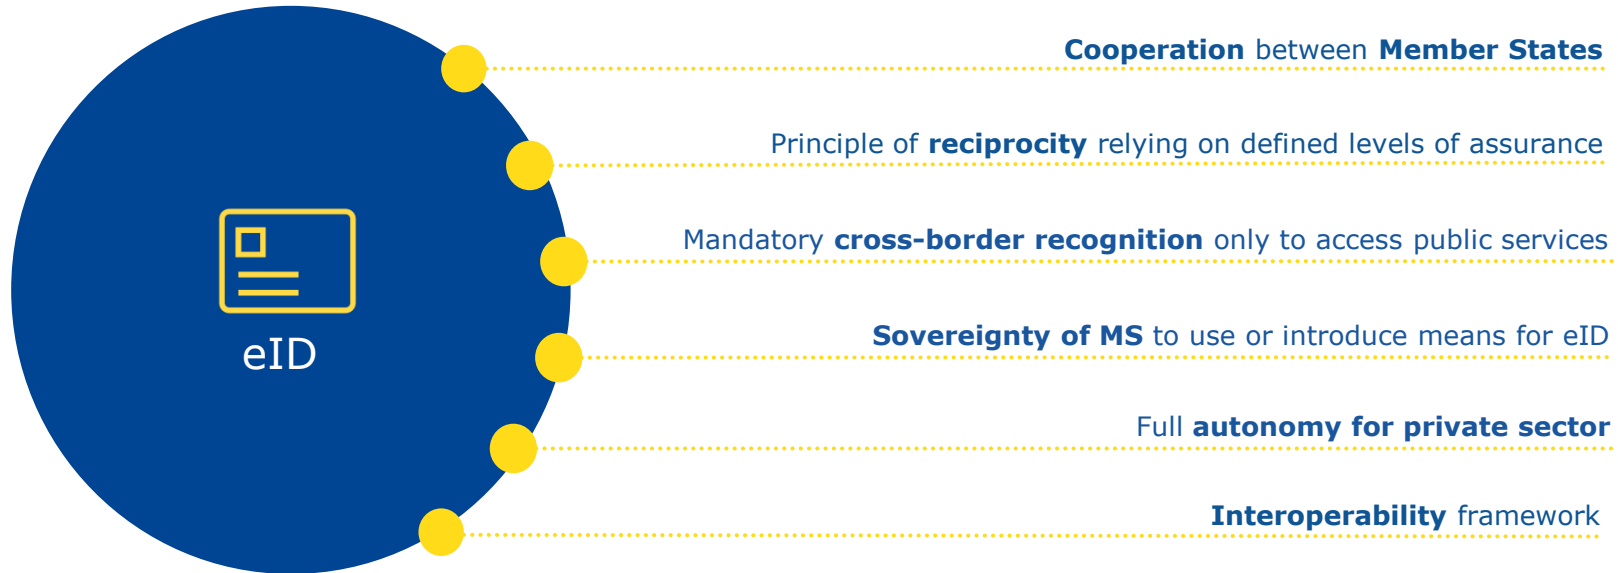 Cooperation between Member States
Principle of reciprocity relying on defined levels of assurance
Mandatory cross-border recognition only to access public services
Sovereignty of MS to use or introduce means for eID
eID
Full autonomy for private sector
Interoperability framework